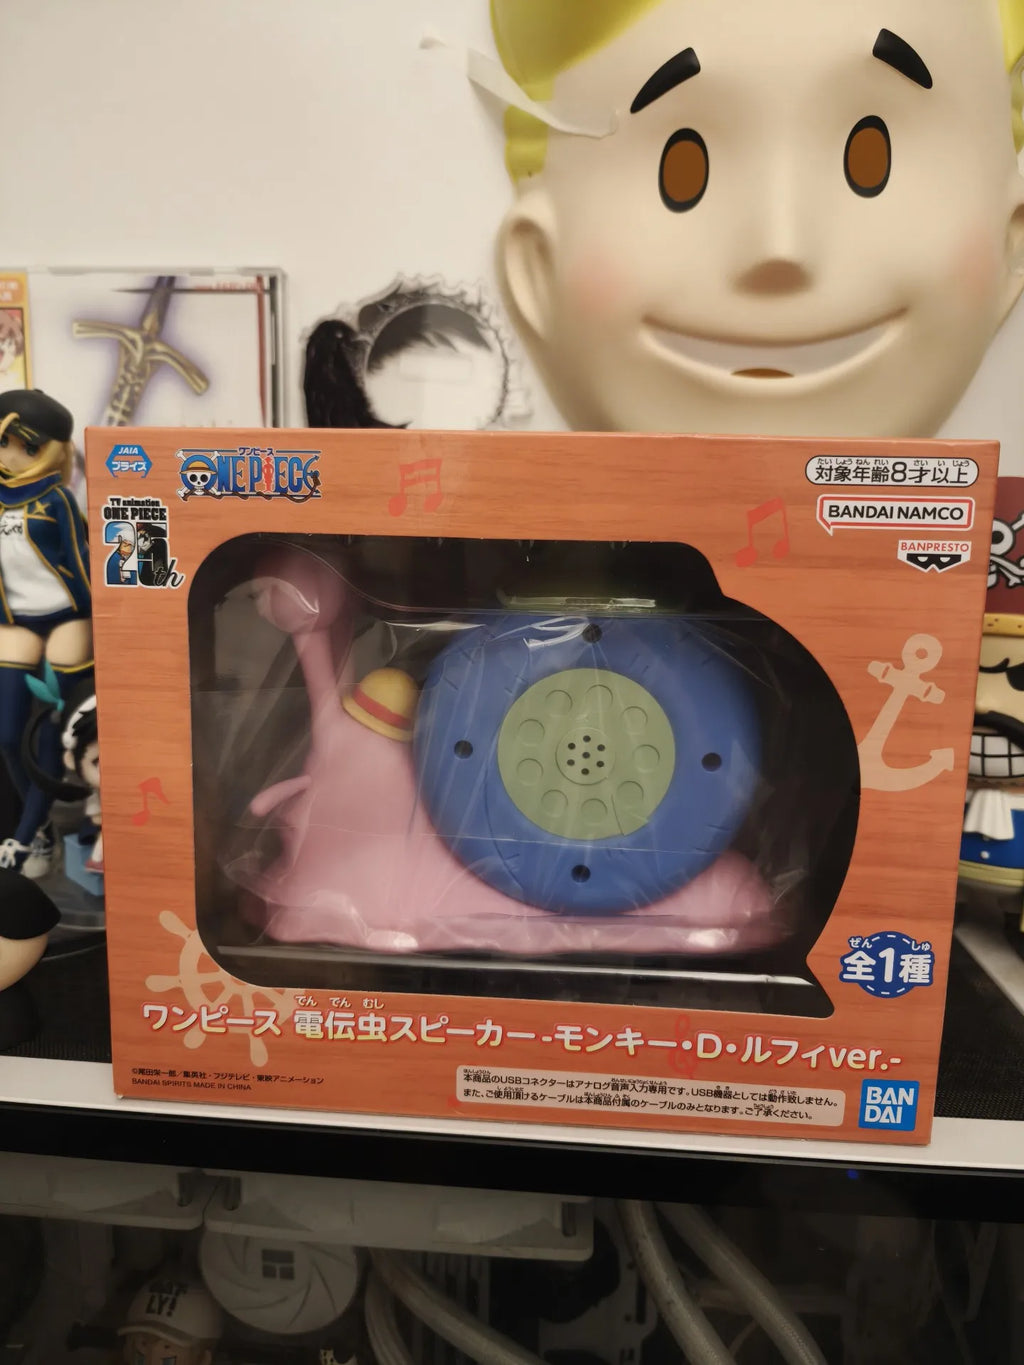 JAIA
プライズ
ワンピース
ONE PIECE
TV animation
ONE PIECE
25th
たい しょう ねん れい さい い じょう
対象年齢8才以上
BANDAI NAMCO
BANPRESTO
ぜん しゅ
全1種
でん でん むし
ワンピース 電伝虫スピーカー-モンキー・D・ルフィver.-
©尾田栄一郎/集英社・フジテレビ・東映アニメーション
BANDAI SPIRITS MADE IN CHINA
本商品のUSBコネクターはアナログ音声入力専用です。USB機器としては動作致しません。
また、ご使用頂けるケーブルは本商品付属のケーブルのみとなります。ご了承ください。
BAN
DAI
LY!